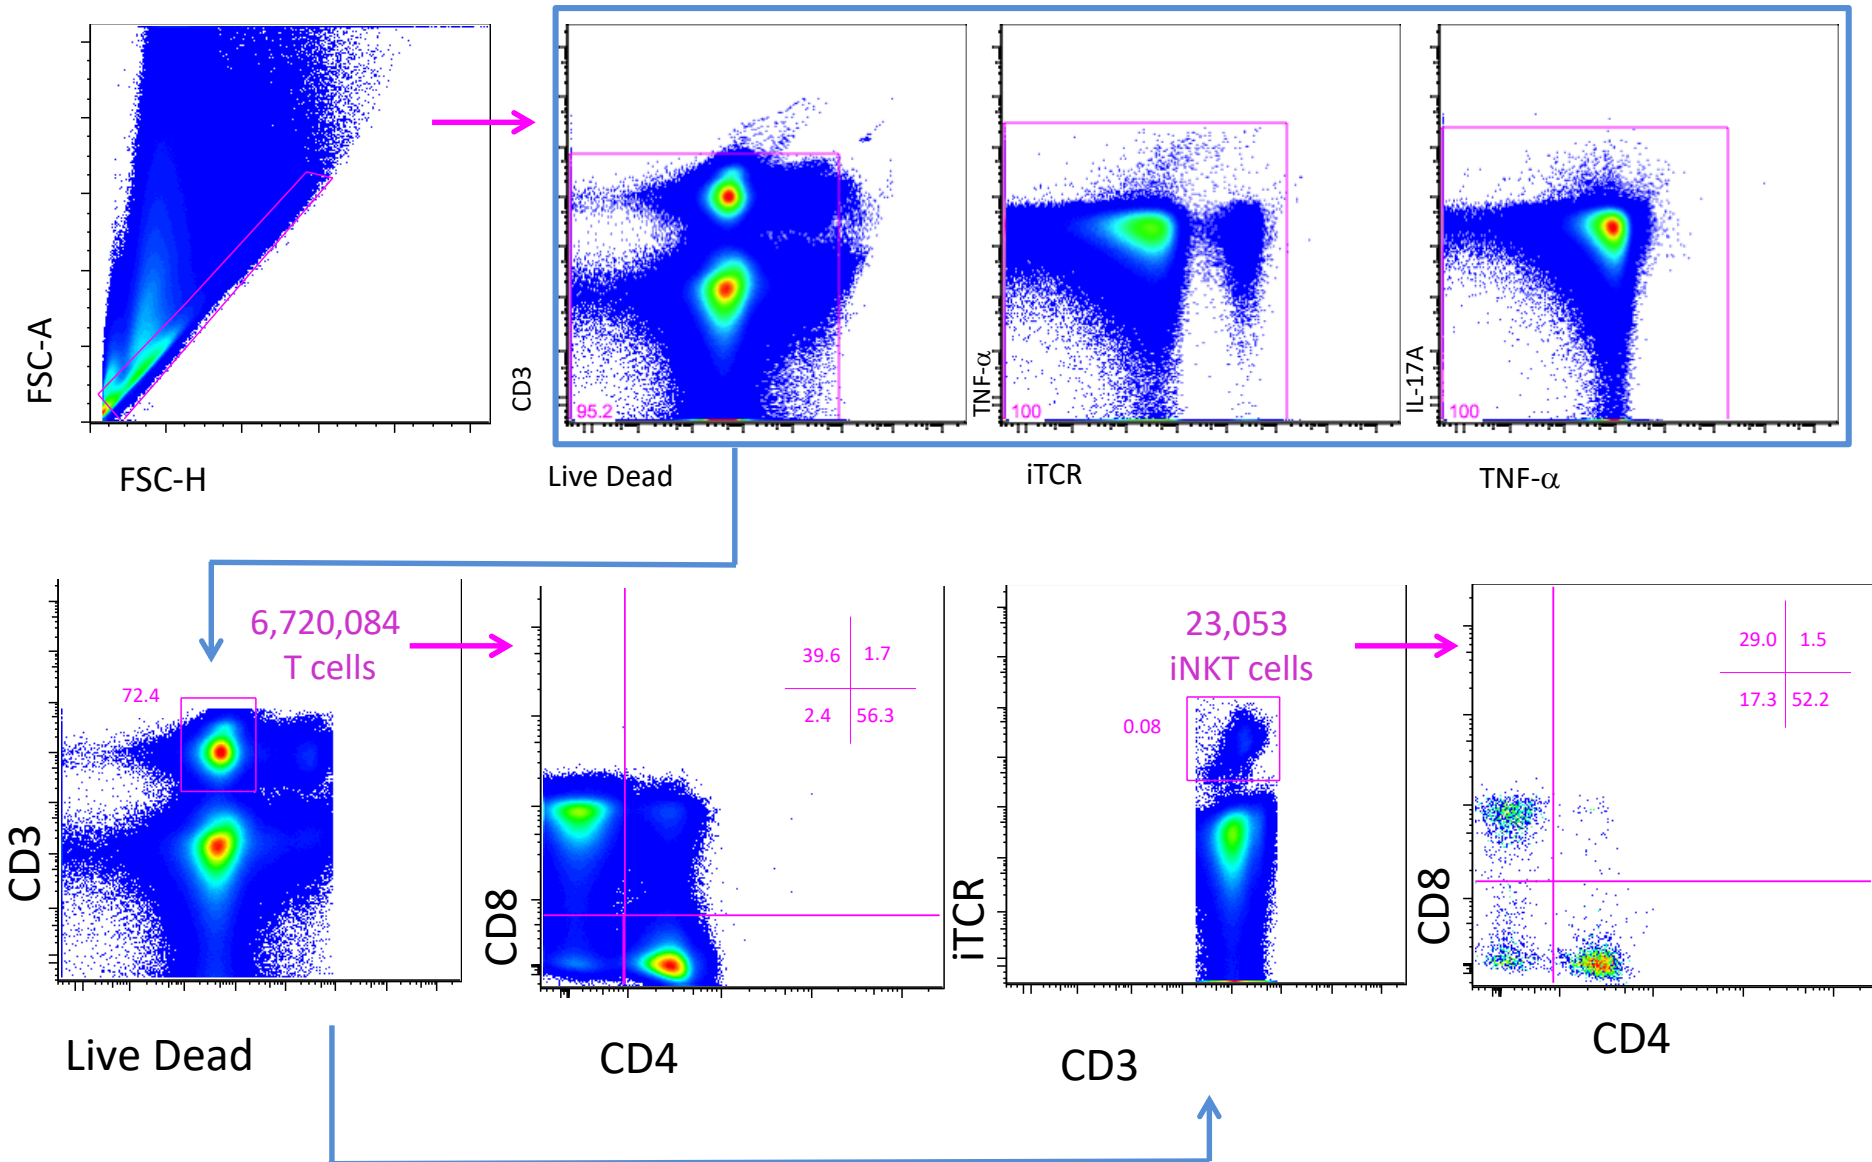 FSC-A
FSC-H
CD3
95.2
Live Dead
TNF-α
100
iTCR
IL-17A
100
TNF-α
6,720,084
T cells
72.4
CD3
Live Dead
39.6 1.7
2.4 56.3
CD8
CD4
23,053
iNKT cells
0.08
iTCR
CD3
29.0 1.5
17.3 52.2
CD8
CD4